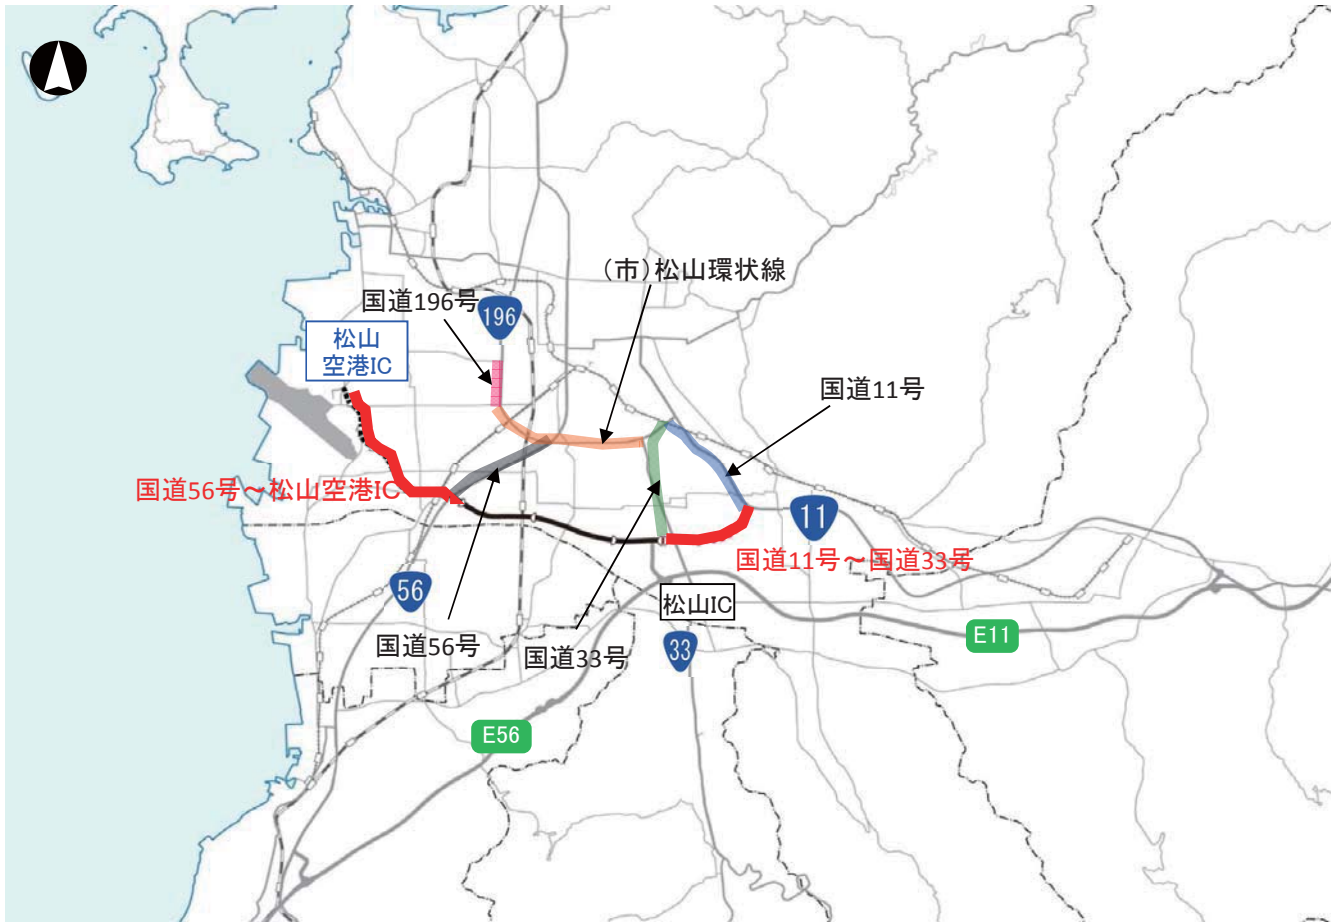 (市)松山環状線
国道196号
196
松山
空港IC
国道11号
国道56号～松山空港IC
11
国道11号～国道33号
56
松山IC
E11
国道56号
国道33号
33
E56